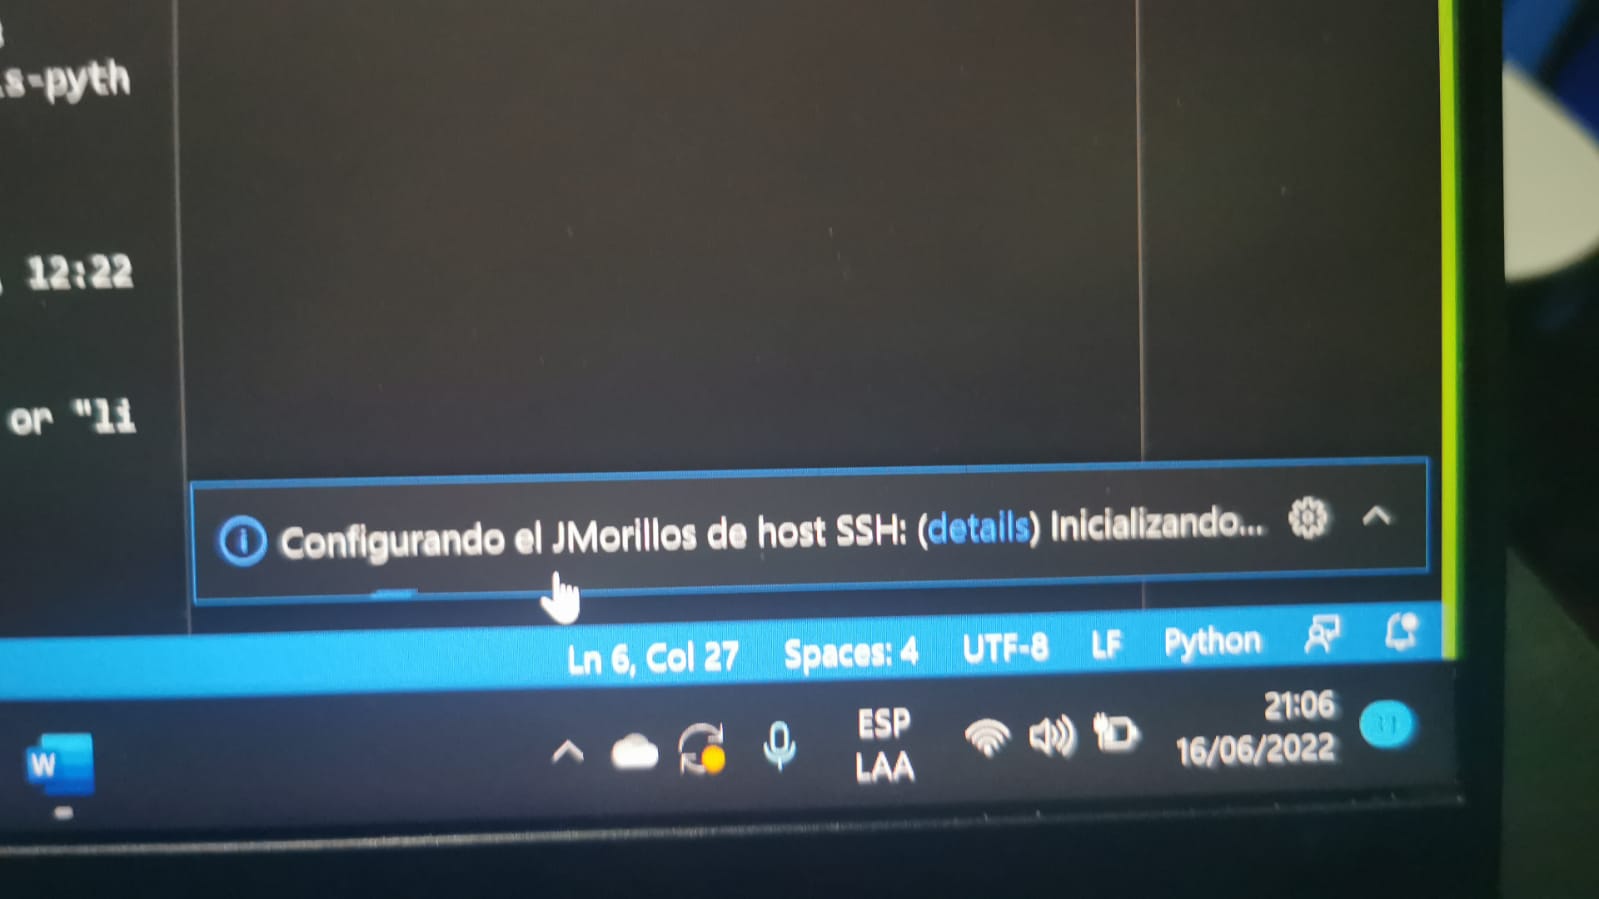 s-pyth
12:22
or "li
Configurando el JMorillos de host SSH: (details) Inicializando...
Ln 6, Col 27 Spaces: 4 UTF-8 LF Python
W
ESP
LAA
21:06
16/06/2022
31